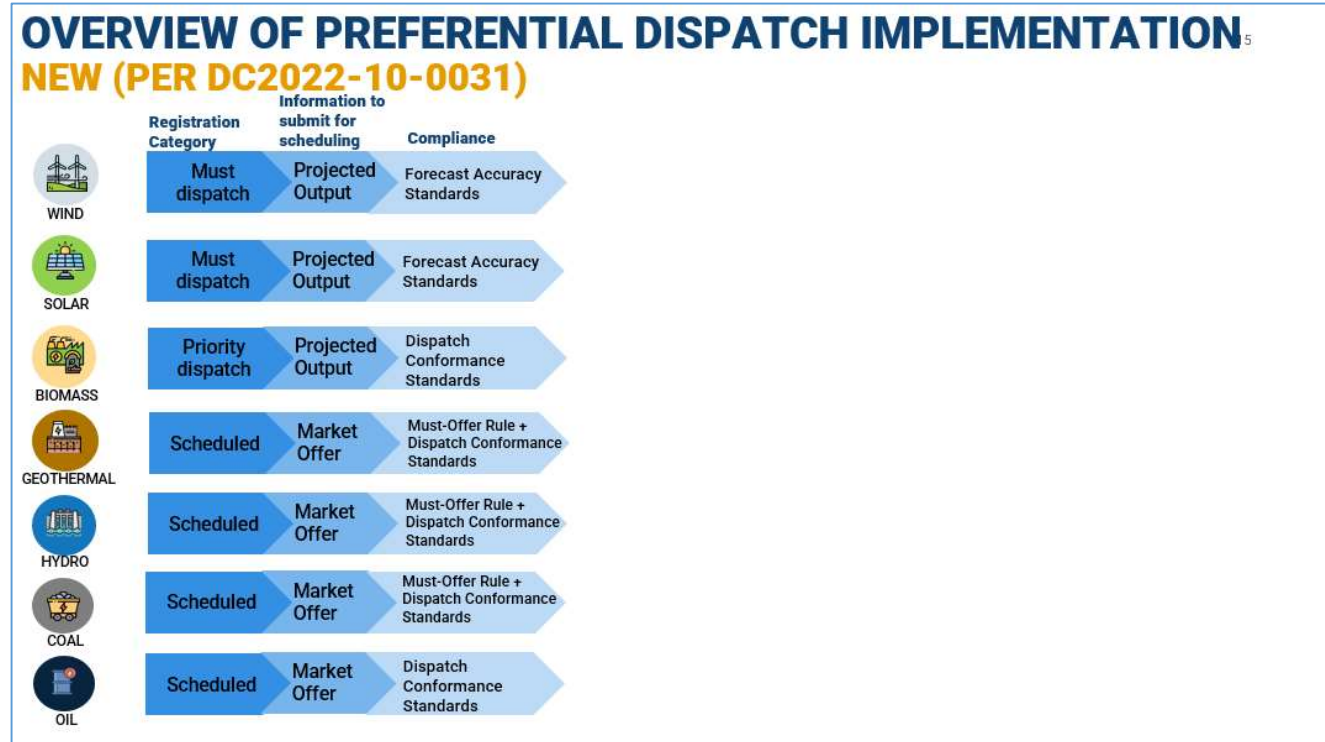 OVERVIEW OF PREFERENTIAL DISPATCH IMPLEMENTATION
15
NEW (PER DC2022-10-0031)
Registration
Category
Information to
submit for
scheduling
Compliance
WIND
Must
dispatch
Projected
Output
Forecast Accuracy
Standards
SOLAR
Must
dispatch
Projected
Output
Forecast Accuracy
Standards
BIOMASS
Priority
dispatch
Projected
Output
Dispatch
Conformance
Standards
GEOTHERMAL
Scheduled
Market
Offer
Must-Offer Rule +
Dispatch Conformance
Standards
HYDRO
Scheduled
Market
Offer
Must-Offer Rule +
Dispatch Conformance
Standards
COAL
Scheduled
Market
Offer
Must-Offer Rule +
Dispatch Conformance
Standards
OIL
Scheduled
Market
Offer
Dispatch
Conformance
Standards